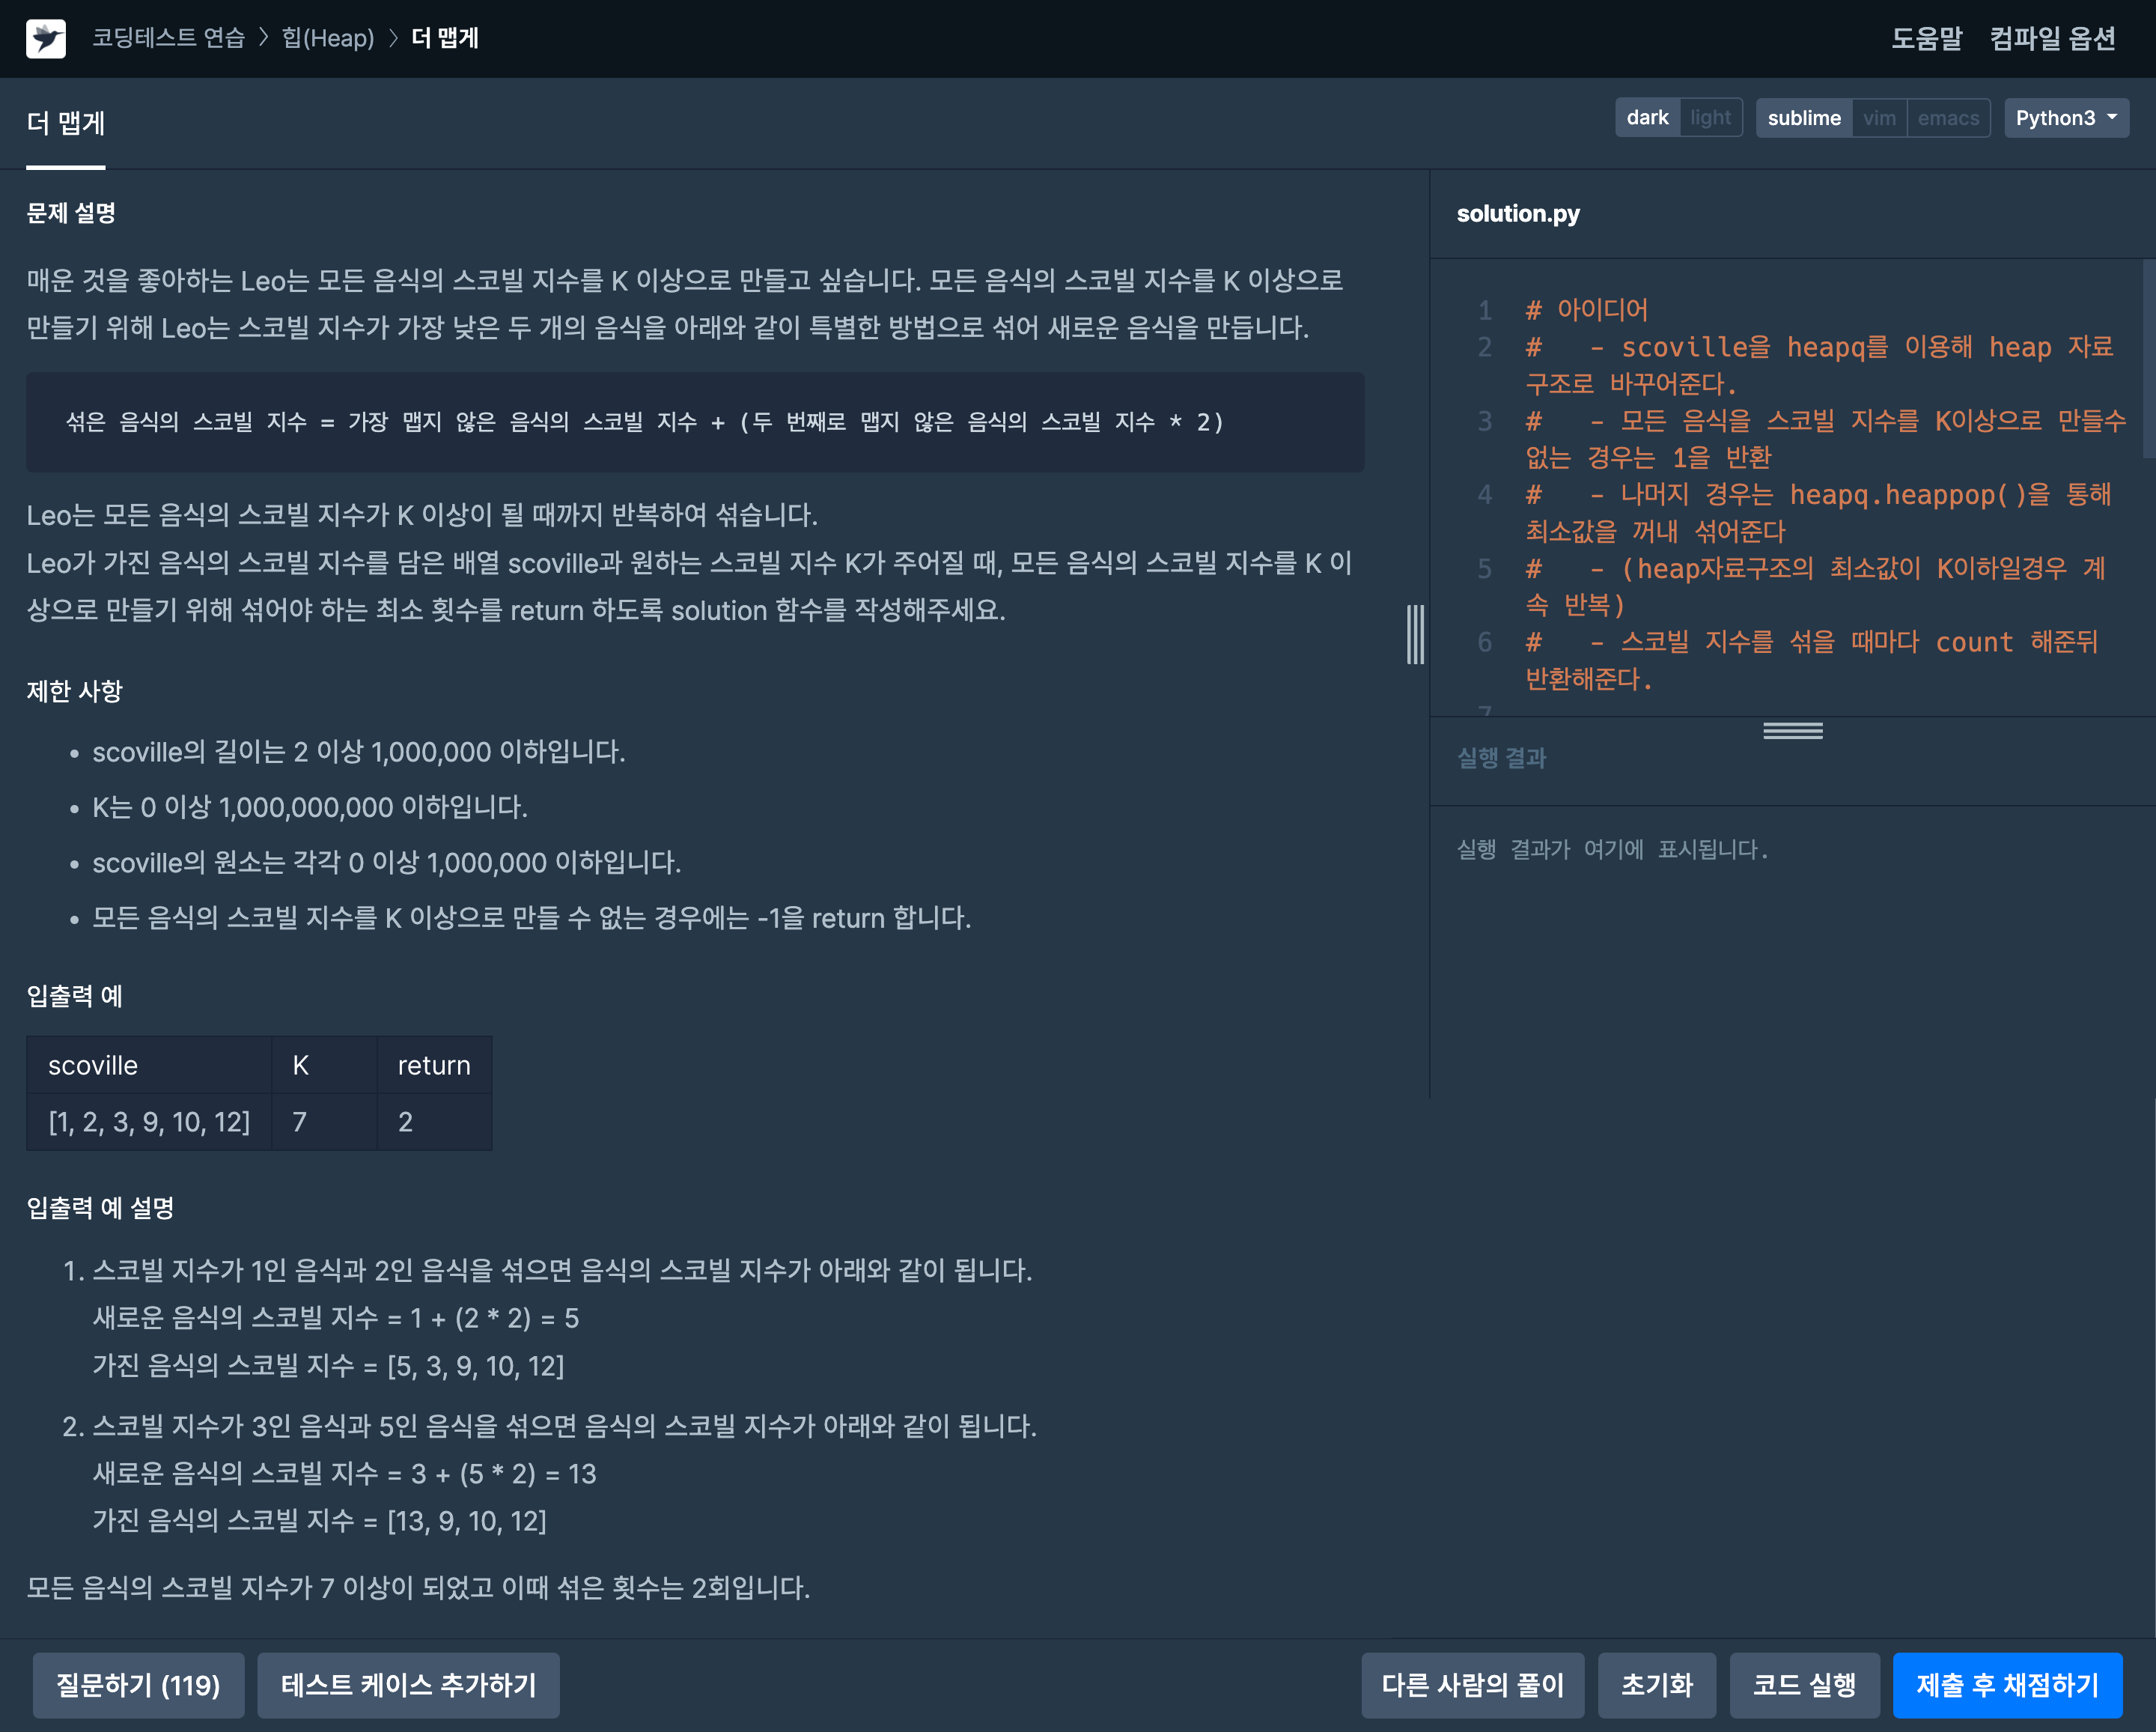 코딩테스트 연습 > 힙(Heap) > 더 맵게
도움말 컴파일 옵션
더 맵게
dark light sublime vim emacs Python3
문제 설명
매운 것을 좋아하는 Leo는 모든 음식의 스코빌 지수를 K 이상으로 만들고 싶습니다. 모든 음식의 스코빌 지수를 K 이상으로
만들기 위해 Leo는 스코빌 지수가 가장 낮은 두 개의 음식을 아래와 같이 특별한 방법으로 섞어 새로운 음식을 만듭니다.
섞은 음식의 스코빌 지수 = 가장 맵지 않은 음식의 스코빌 지수 + (두 번째로 맵지 않은 음식의 스코빌 지수 * 2)
Leo는 모든 음식의 스코빌 지수가 K 이상이 될 때까지 반복하여 섞습니다.
Leo가 가진 음식의 스코빌 지수를 담은 배열 scoville과 원하는 스코빌 지수 K가 주어질 때, 모든 음식의 스코빌 지수를 K 이
상으로 만들기 위해 섞어야 하는 최소 횟수를 return 하도록 solution 함수를 작성해주세요.
제한 사항
• scoville의 길이는 2 이상 1,000,000 이하입니다.
• K는 0 이상 1,000,000,000 이하입니다.
• scoville의 원소는 각각 0 이상 1,000,000 이하입니다.
• 모든 음식의 스코빌 지수를 K 이상으로 만들 수 없는 경우에는 -1을 return 합니다.
입출력 예
scoville K return
[1, 2, 3, 9, 10, 12] 7 2
입출력 예 설명
1. 스코빌 지수가 1인 음식과 2인 음식을 섞으면 음식의 스코빌 지수가 아래와 같이 됩니다.
새로운 음식의 스코빌 지수 = 1 + (2 * 2) = 5
가진 음식의 스코빌 지수 = [5, 3, 9, 10, 12]
2. 스코빌 지수가 3인 음식과 5인 음식을 섞으면 음식의 스코빌 지수가 아래와 같이 됩니다.
새로운 음식의 스코빌 지수 = 3 + (5 * 2) = 13
가진 음식의 스코빌 지수 = [13, 9, 10, 12]
모든 음식의 스코빌 지수가 7 이상이 되었고 이때 섞은 횟수는 2회입니다.
solution.py
1 # 아이디어
2 #   - scoville을 heapq를 이용해 heap 자료
구조로 바꾸어준다.
3 #   - 모든 음식을 스코빌 지수를 K이상으로 만들수
없는 경우는 1을 반환
4 #   - 나머지 경우는 heapq.heappop()을 통해
최소값을 꺼내 섞어준다
5 #   - (heap자료구조의 최소값이 K이하일경우 계
속 반복)
6 #   - 스코빌 지수를 섞을 때마다 count 해준뒤
반환해준다.
7
실행 결과
실행 결과가 여기에 표시됩니다.
질문하기 (119) 테스트 케이스 추가하기 다른 사람의 풀이 초기화 코드 실행 제출 후 채점하기